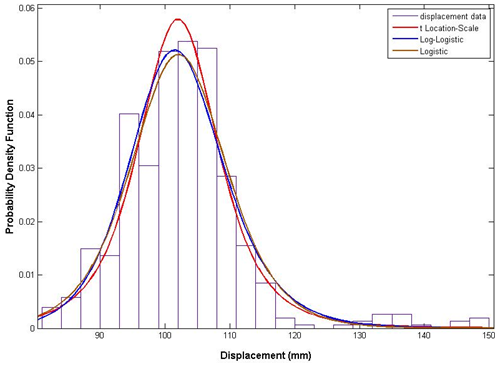 0.06
0.05
0.04
0.03
0.02
0.01
0
Probability Density Function
displacement data
t Location-Scale
Log-Logistic
Logistic
90 100 110 120 130 140 150
Displacement (mm)